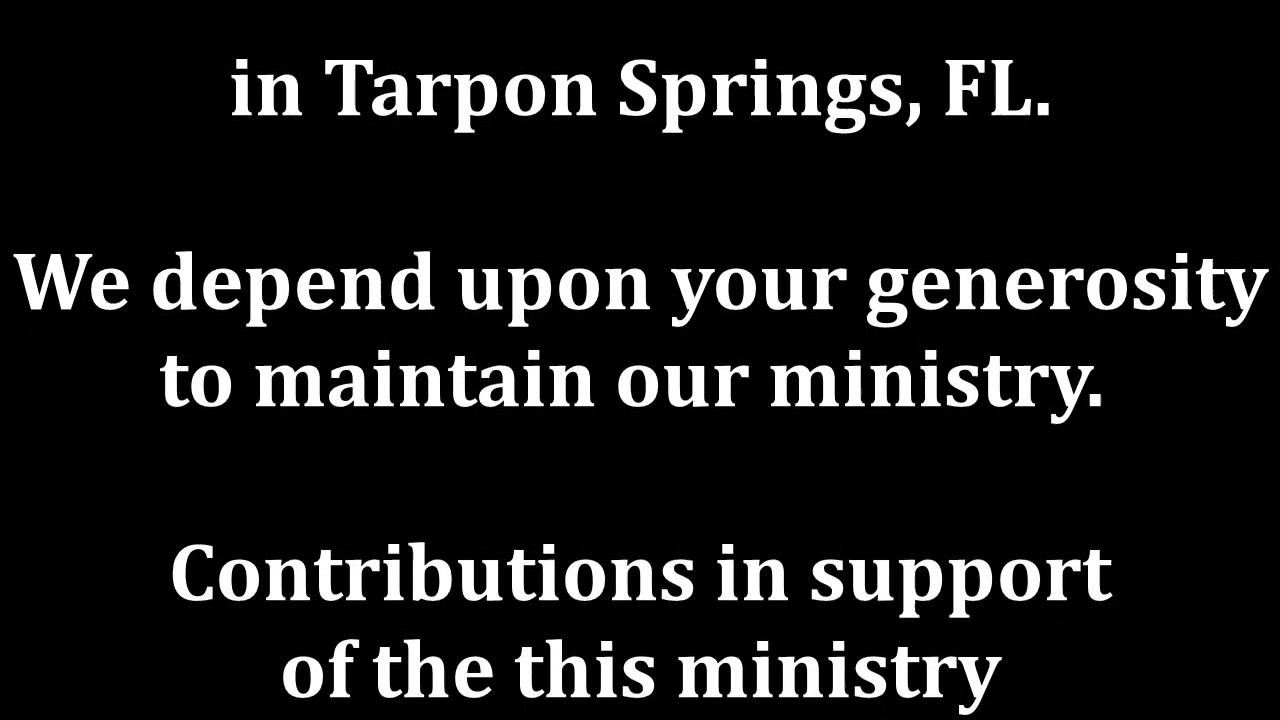 in Tarpon Springs, FL.
We depend upon your generosity
to maintain our ministry.
Contributions in support
of the this ministry